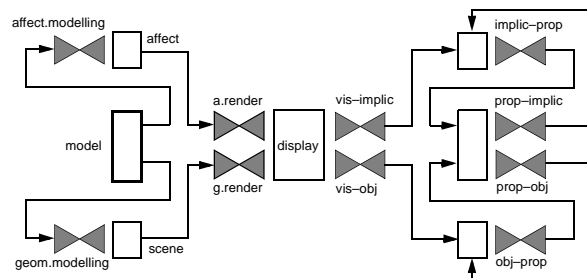 affect.modelling
affect
implic–prop
a.render
vis–implic
prop–implic
model
display
g.render
vis–obj
prop–obj
geom.modelling
scene
obj–prop